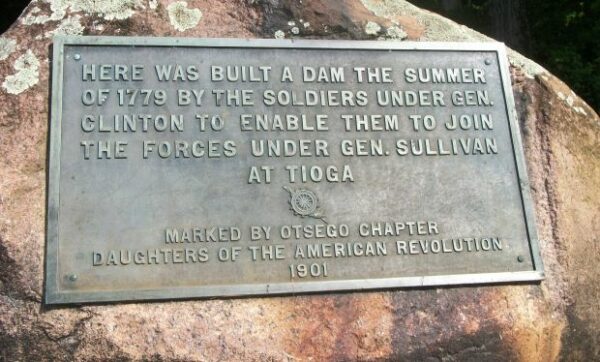 HERE WAS BUILT A DAM THE SUMMER
OF 1779 BY THE SOLDIERS UNDER GEN.
CLINTON TO ENABLE THEM TO JOIN
THE FORCES UNDER GEN. SULLIVAN
AT TIOGA
MARKED BY OTSEGO CHAPTER
DAUGHTERS OF THE AMERICAN REVOLUTION
1901